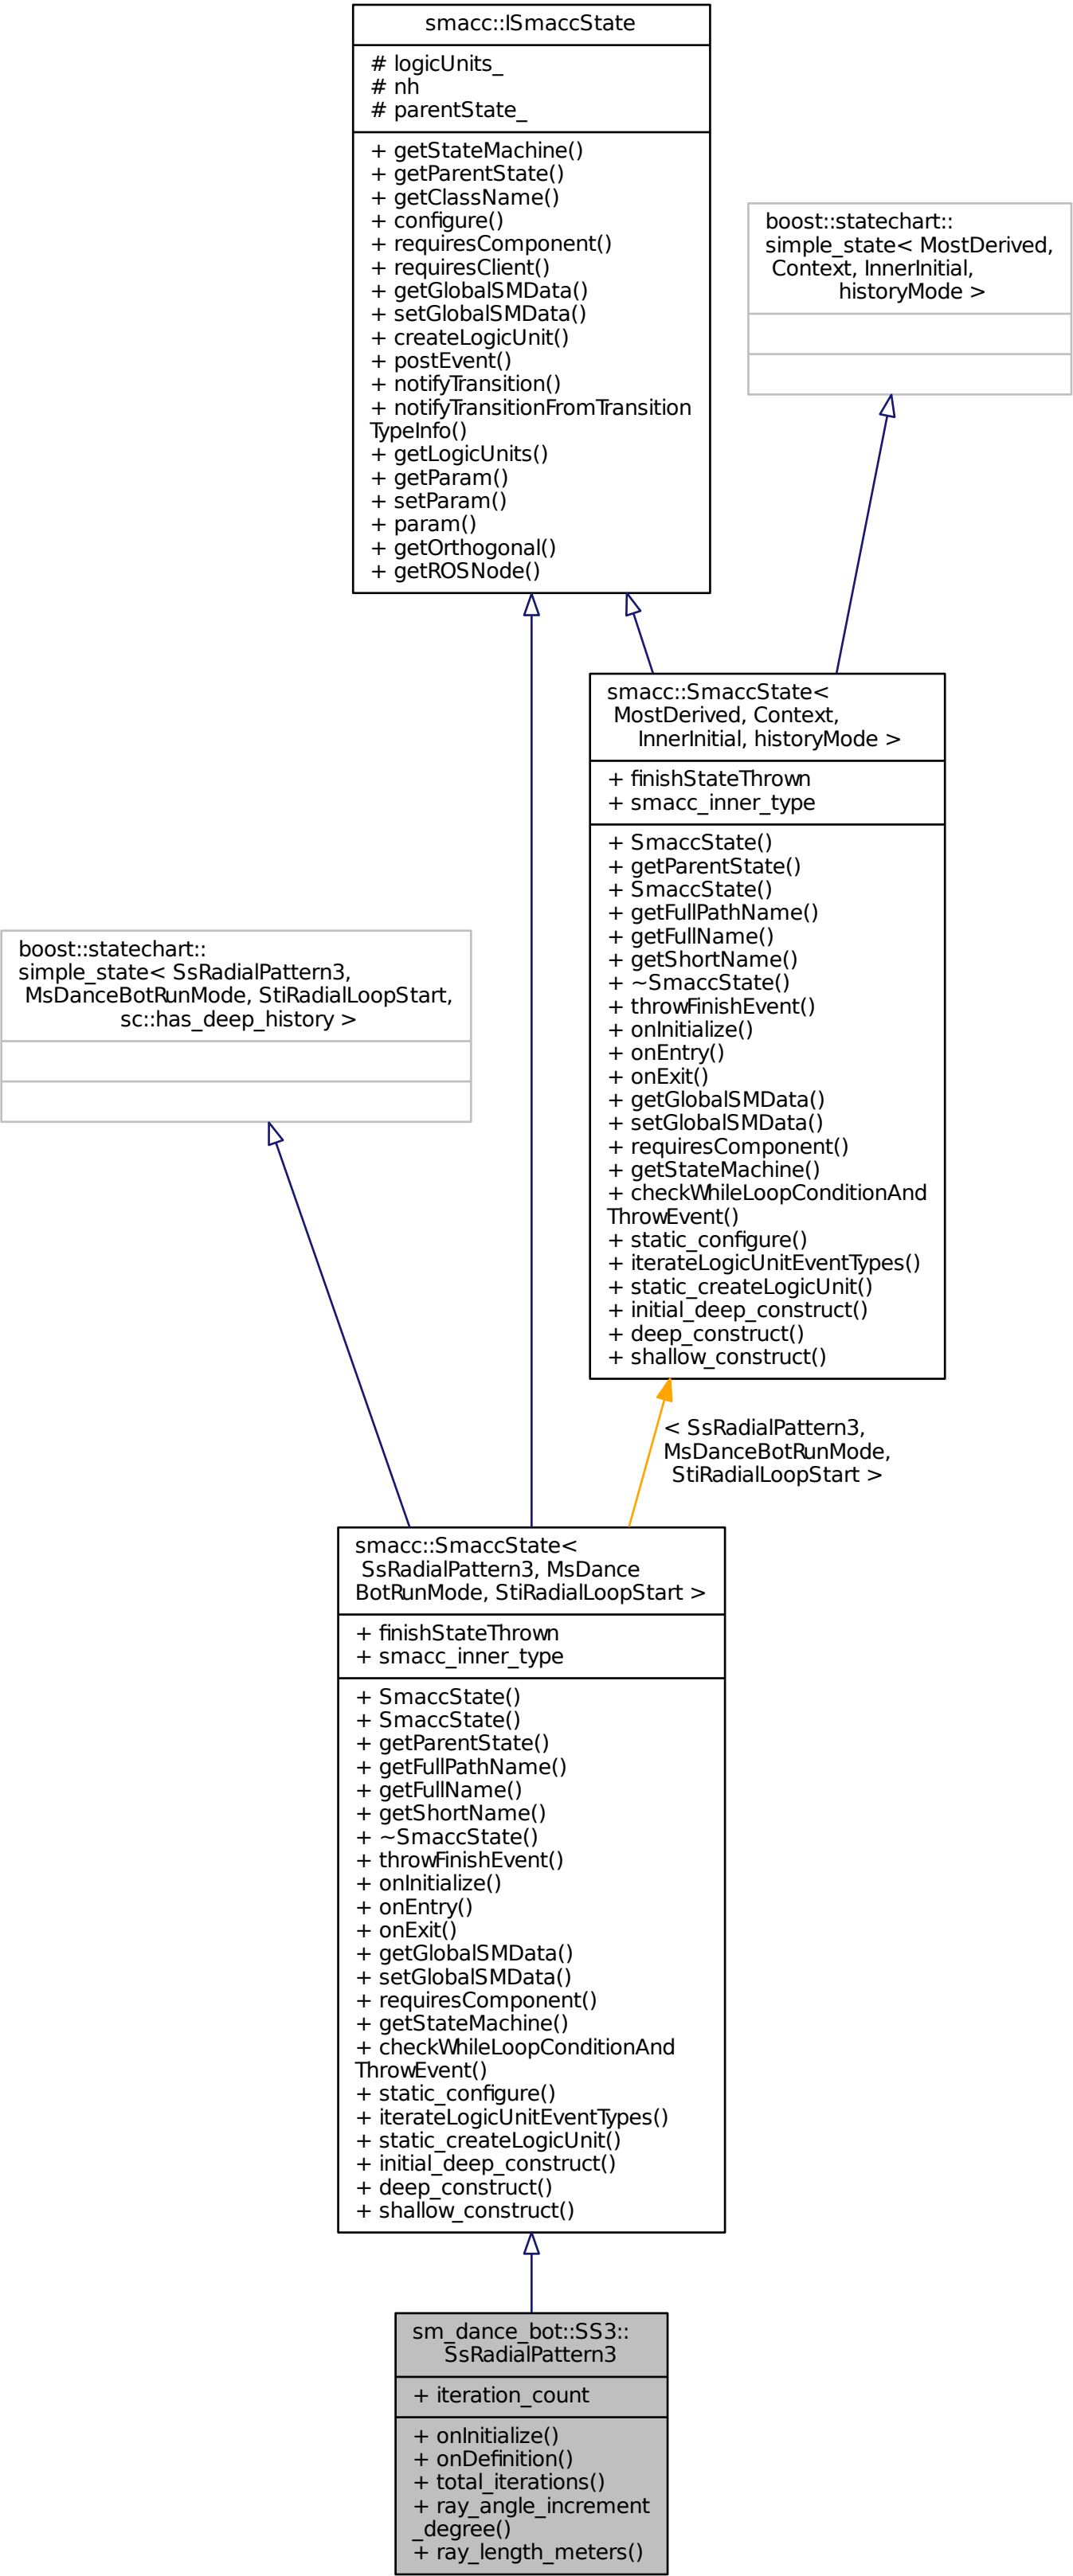 smacc::ISmaccState
# logicUnits_
# nh
# parentState_
+ getStateMachine()
+ getParentState()
+ getClassName()
+ configure()
+ requiresComponent()
+ requiresClient()
+ getGlobalSMData()
+ setGlobalSMData()
+ createLogicUnit()
+ postEvent()
+ notifyTransition()
+ notifyTransitionFromTransition
TypeInfo()
+ getLogicUnits()
+ getParam()
+ setParam()
+ param()
+ getOrthogonal()
+ getROSNode()
boost::statechart::
simple_state< MostDerived,
Context, InnerInitial,
historyMode >
smacc::SmaccState<
MostDerived, Context,
InnerInitial, historyMode >
+ finishStateThrown
+ smacc_inner_type
+ SmaccState()
+ getParentState()
+ SmaccState()
+ getFullPathName()
+ getFullName()
+ getShortName()
+ ~SmaccState()
+ throwFinishEvent()
+ onInitialize()
+ onEntry()
+ onExit()
+ getGlobalSMData()
+ setGlobalSMData()
+ requiresComponent()
+ getStateMachine()
+ checkWhileLoopConditionAnd
ThrowEvent()
+ static_configure()
+ iterateLogicUnitEventTypes()
+ static_createLogicUnit()
+ initial_deep_construct()
+ deep_construct()
+ shallow_construct()
boost::statechart::
simple_state< SsRadialPattern3,
MsDanceBotRunMode, StiRadialLoopStart,
sc::has_deep_history >
< SsRadialPattern3,
MsDanceBotRunMode,
StiRadialLoopStart >
smacc::SmaccState<
SsRadialPattern3, MsDance
BotRunMode, StiRadialLoopStart >
+ finishStateThrown
+ smacc_inner_type
+ SmaccState()
+ SmaccState()
+ getParentState()
+ getFullPathName()
+ getFullName()
+ getShortName()
+ ~SmaccState()
+ throwFinishEvent()
+ onInitialize()
+ onEntry()
+ onExit()
+ getGlobalSMData()
+ setGlobalSMData()
+ requiresComponent()
+ getStateMachine()
+ checkWhileLoopConditionAnd
ThrowEvent()
+ static_configure()
+ iterateLogicUnitEventTypes()
+ static_createLogicUnit()
+ initial_deep_construct()
+ deep_construct()
+ shallow_construct()
sm_dance_bot::SS3::
SsRadialPattern3
+ iteration_count
+ onInitialize()
+ onDefinition()
+ total_iterations()
+ ray_angle_increment
_degree()
+ ray_length_meters()